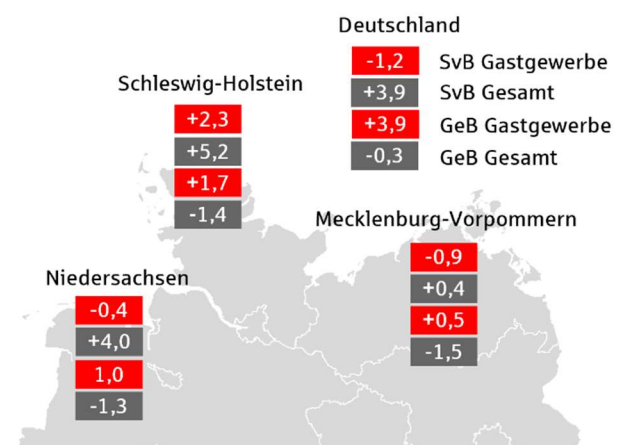 Deutschland
-1,2 SvB Gastgewerbe
+3,9 SvB Gesamt
+3,9 GeB Gastgewerbe
-0,3 GeB Gesamt
Schleswig-Holstein
+2,3
+5,2
+1,7
-1,4
Mecklenburg-Vorpommern
-0,9
+0,4
+0,5
-1,5
Niedersachsen
-0,4
+4,0
1,0
-1,3